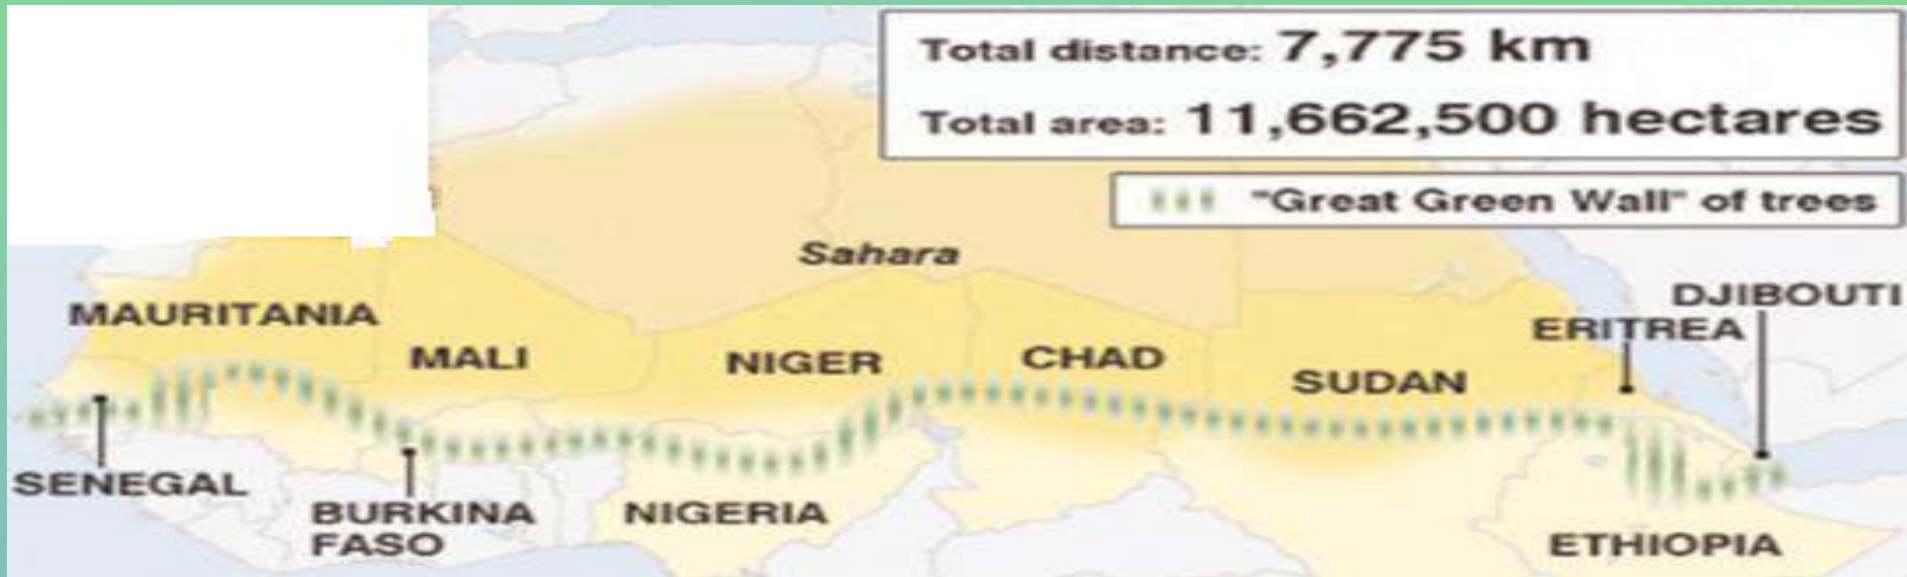 Total distance: 7,775 km
Total area: 11,662,500 hectares
"Great Green Wall" of trees
Sahara
DJIBOUTI
MAURITANIA
ERITREA
MALI
NIGER
CHAD
SUDAN
SENEGAL
BURKINA
FASO
NIGERIA
ETHIOPIA